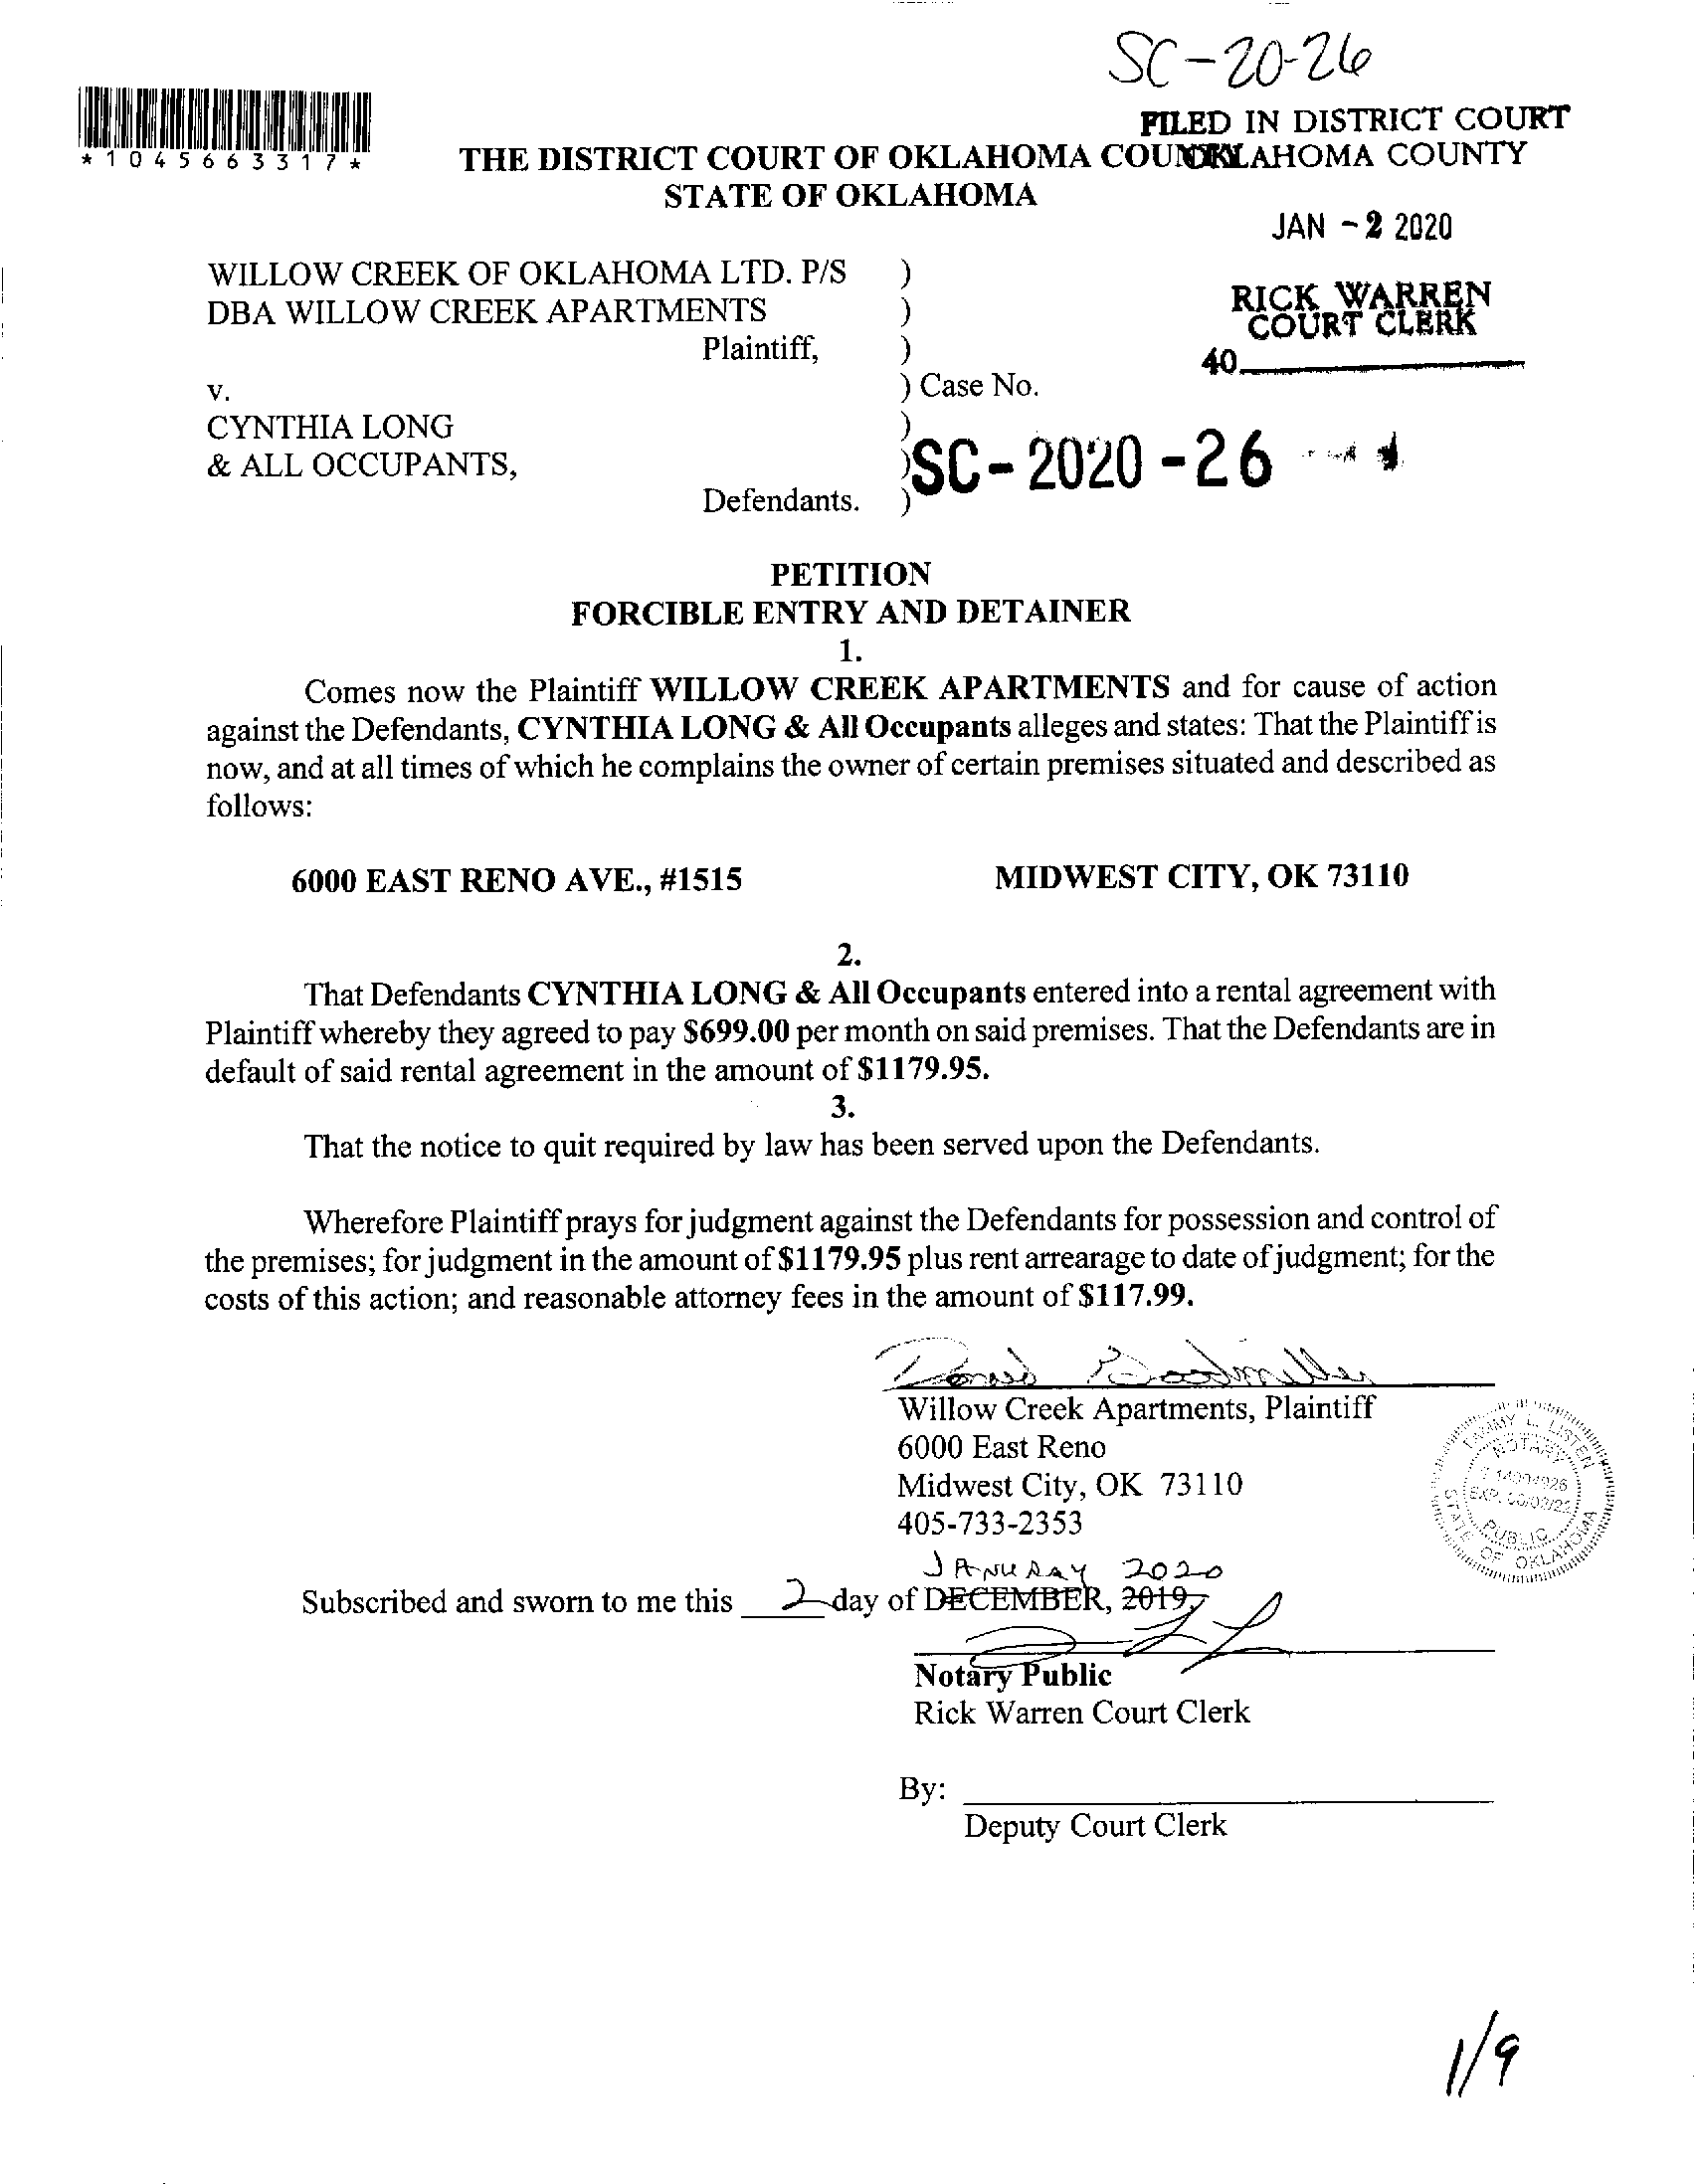 SC-20-26
FILED IN DISTRICT COURT
*1045663317*
THE DISTRICT COURT OF OKLAHOMA COUNTY
OKLAHOMA COUNTY
STATE OF OKLAHOMA
JAN -2 2020
WILLOW CREEK OF OKLAHOMA LTD. P/S )
DBA WILLOW CREEK APARTMENTS )
RICK WARREN
COURT CLERK
Plaintiff, )
40
v. ) Case No.
CYNTHIA LONG )
& ALL OCCUPANTS, )
SC-2020-26
Defendants. )
PETITION
FORCIBLE ENTRY AND DETAINER
1.
Comes now the Plaintiff WILLOW CREEK APARTMENTS and for cause of action
against the Defendants, CYNTHIA LONG & All Occupants alleges and states: That the Plaintiff is
now, and at all times of which he complains the owner of certain premises situated and described as
follows:
6000 EAST RENO AVE., #1515 MIDWEST CITY, OK 73110
2.
That Defendants CYNTHIA LONG & All Occupants entered into a rental agreement with
Plaintiff whereby they agreed to pay $699.00 per month on said premises. That the Defendants are in
default of said rental agreement in the amount of $1179.95.
3.
That the notice to quit required by law has been served upon the Defendants.
Wherefore Plaintiff prays for judgment against the Defendants for possession and control of
the premises; for judgment in the amount of $1179.95 plus rent arrearage to date of judgment; for the
costs of this action; and reasonable attorney fees in the amount of $117.99.
Willow Creek Apartments, Plaintiff
6000 East Reno
Midwest City, OK 73110
405-733-2353
TAMMY L. LISTEN
NOTARY
EXP.
PUBLIC
STATE OF OKLAHOMA
JANUARY 2020
Subscribed and sworn to me this 2 day of DECEMBER, 2019,
Notary Public
Rick Warren Court Clerk
By:
Deputy Court Clerk
1/9